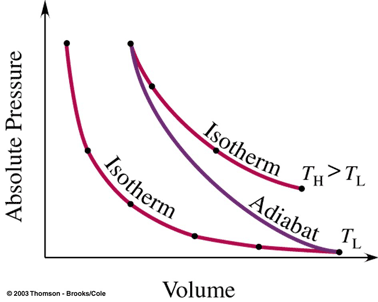 Absolute Pressure
Isotherm
T_H > T_L
Isotherm
Adiabat
T_L
© 2003 Thomson - Brooks/Cole
Volume